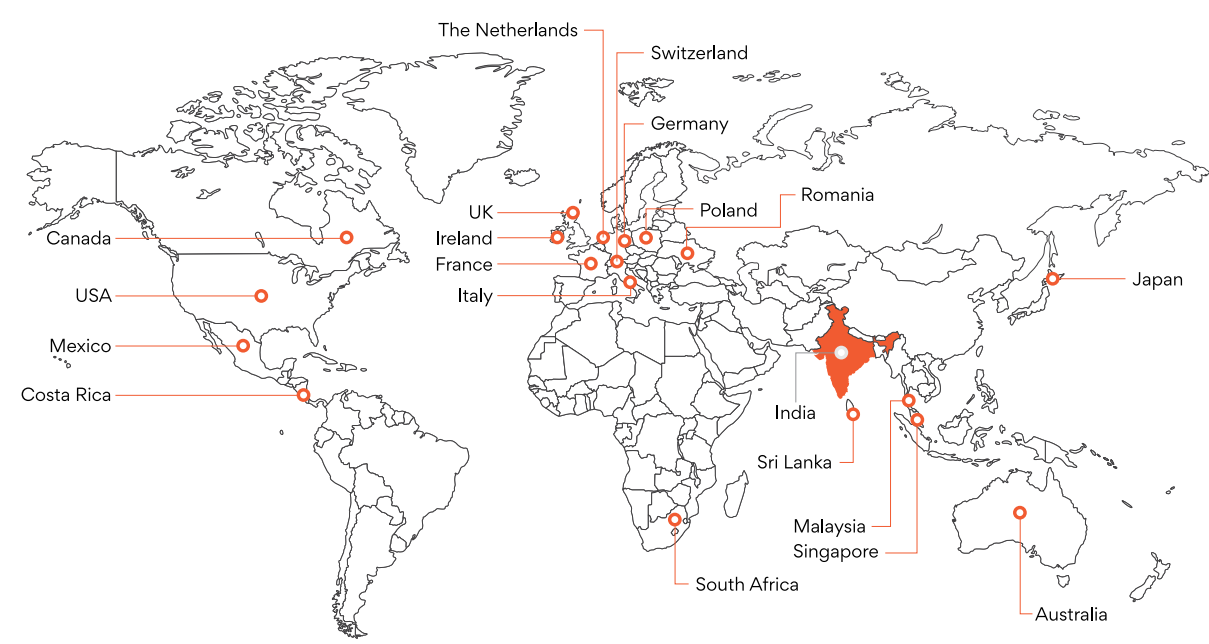 The Netherlands
Switzerland
Germany
Romania
Poland
UK
Ireland
Canada
France
Japan
USA
Italy
Mexico
Costa Rica
India
Sri Lanka
Malaysia
Singapore
South Africa
Australia